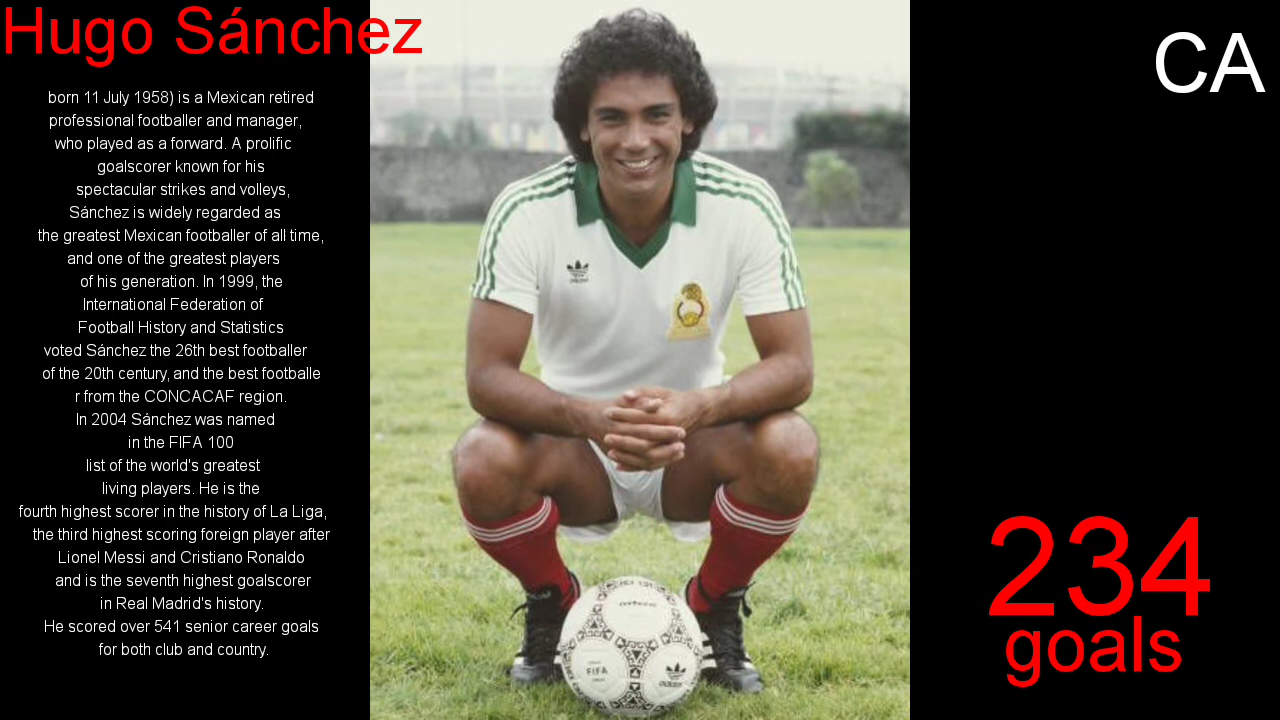 Hugo Sánchez
CA
born 11 July 1958) is a Mexican retired
professional footballer and manager,
who played as a forward. A prolific
goalscorer known for his
spectacular strikes and volleys,
Sánchez is widely regarded as
the greatest Mexican footballer of all time,
and one of the greatest players
of his generation. In 1999, the
International Federation of
Football History and Statistics
voted Sánchez the 26th best footballer
of the 20th century, and the best footballe
r from the CONCACAF region.
In 2004 Sánchez was named
in the FIFA 100
list of the world's greatest
living players. He is the
fourth highest scorer in the history of La Liga,
the third highest scoring foreign player after
Lionel Messi and Cristiano Ronaldo
and is the seventh highest goalscorer
in Real Madrid's history.
He scored over 541 senior career goals
for both club and country.
234
goals
FIFA
adidas